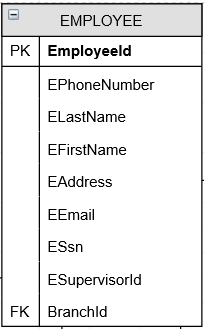 EMPLOYEE
PK EmployeeId
EPhoneNumber
ELastName
EFirstName
EAddress
EEmail
ESsn
ESupervisorId
FK BranchId